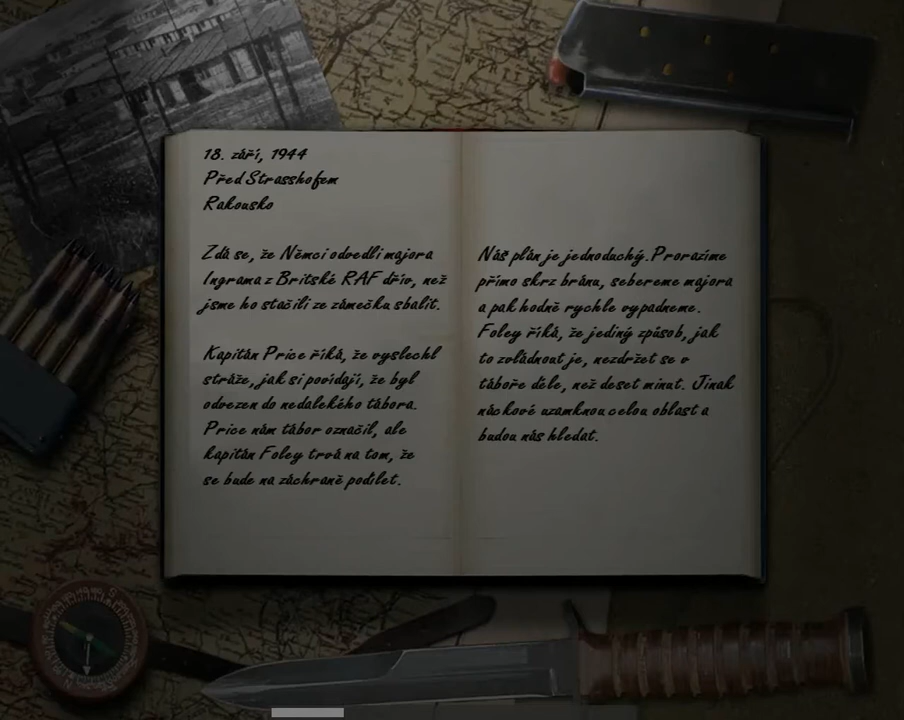 18. září, 1944
Před Strasshofem
Rakousko
Zdá se, že Němci odvedli majora
Ingrama z Britské RAF dřív, než
jsme ho stačili ze zámečku sbalit.
Kapitán Price říká, že vyslechl
stráže, jak si povídají, že byl
odvezen do nedalekého tábora.
Price nám tábor označil, ale
kapitán Foley trvá na tom, že
se bude na záchraně podílet.
Náš plán je jednoduchý. Prorazíme
přímo skrz bránu, sebereme majora
a pak hodně rychle vypadneme.
Foley říká, že jediný způsob, jak
to zvládnout je, nezdržet se v
táboře déle, než deset minut. Jinak
náckové uzamknou celou oblast a
budou nás hledat.